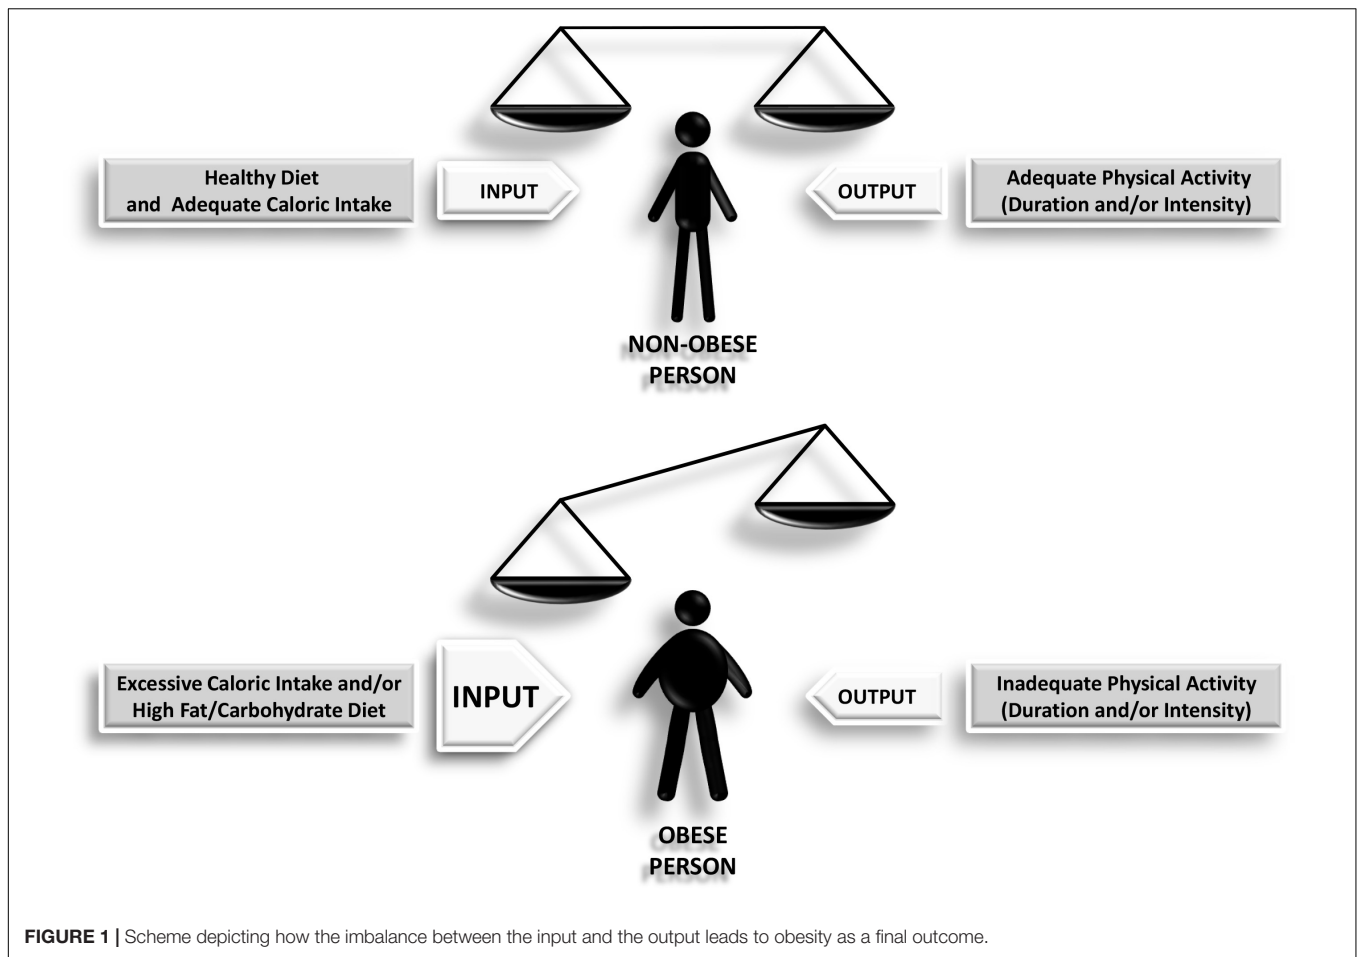 Healthy Diet
and Adequate Caloric Intake
INPUT
OUTPUT
Adequate Physical Activity
(Duration and/or Intensity)
NON-OBESE
PERSON
Excessive Caloric Intake and/or
High Fat/Carbohydrate Diet
INPUT
OUTPUT
Inadequate Physical Activity
(Duration and/or Intensity)
OBESE
PERSON
FIGURE 1 | Scheme depicting how the imbalance between the input and the output leads to obesity as a final outcome.